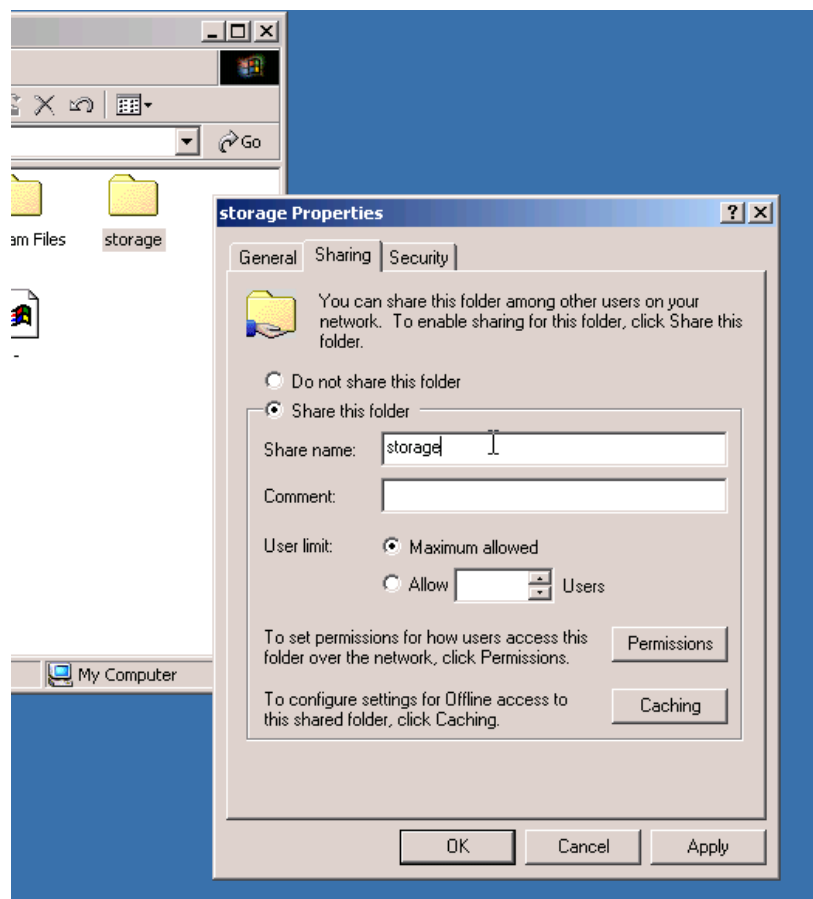 Go
am Files
storage
-
My Computer
storage Properties
General
Sharing
Security
You can share this folder among other users on your
network. To enable sharing for this folder, click Share this
folder.
Do not share this folder
Share this folder
Share name:
storage
Comment:
User limit:
Maximum allowed
Allow
Users
To set permissions for how users access this
folder over the network, click Permissions.
Permissions
To configure settings for Offline access to
this shared folder, click Caching.
Caching
OK
Cancel
Apply